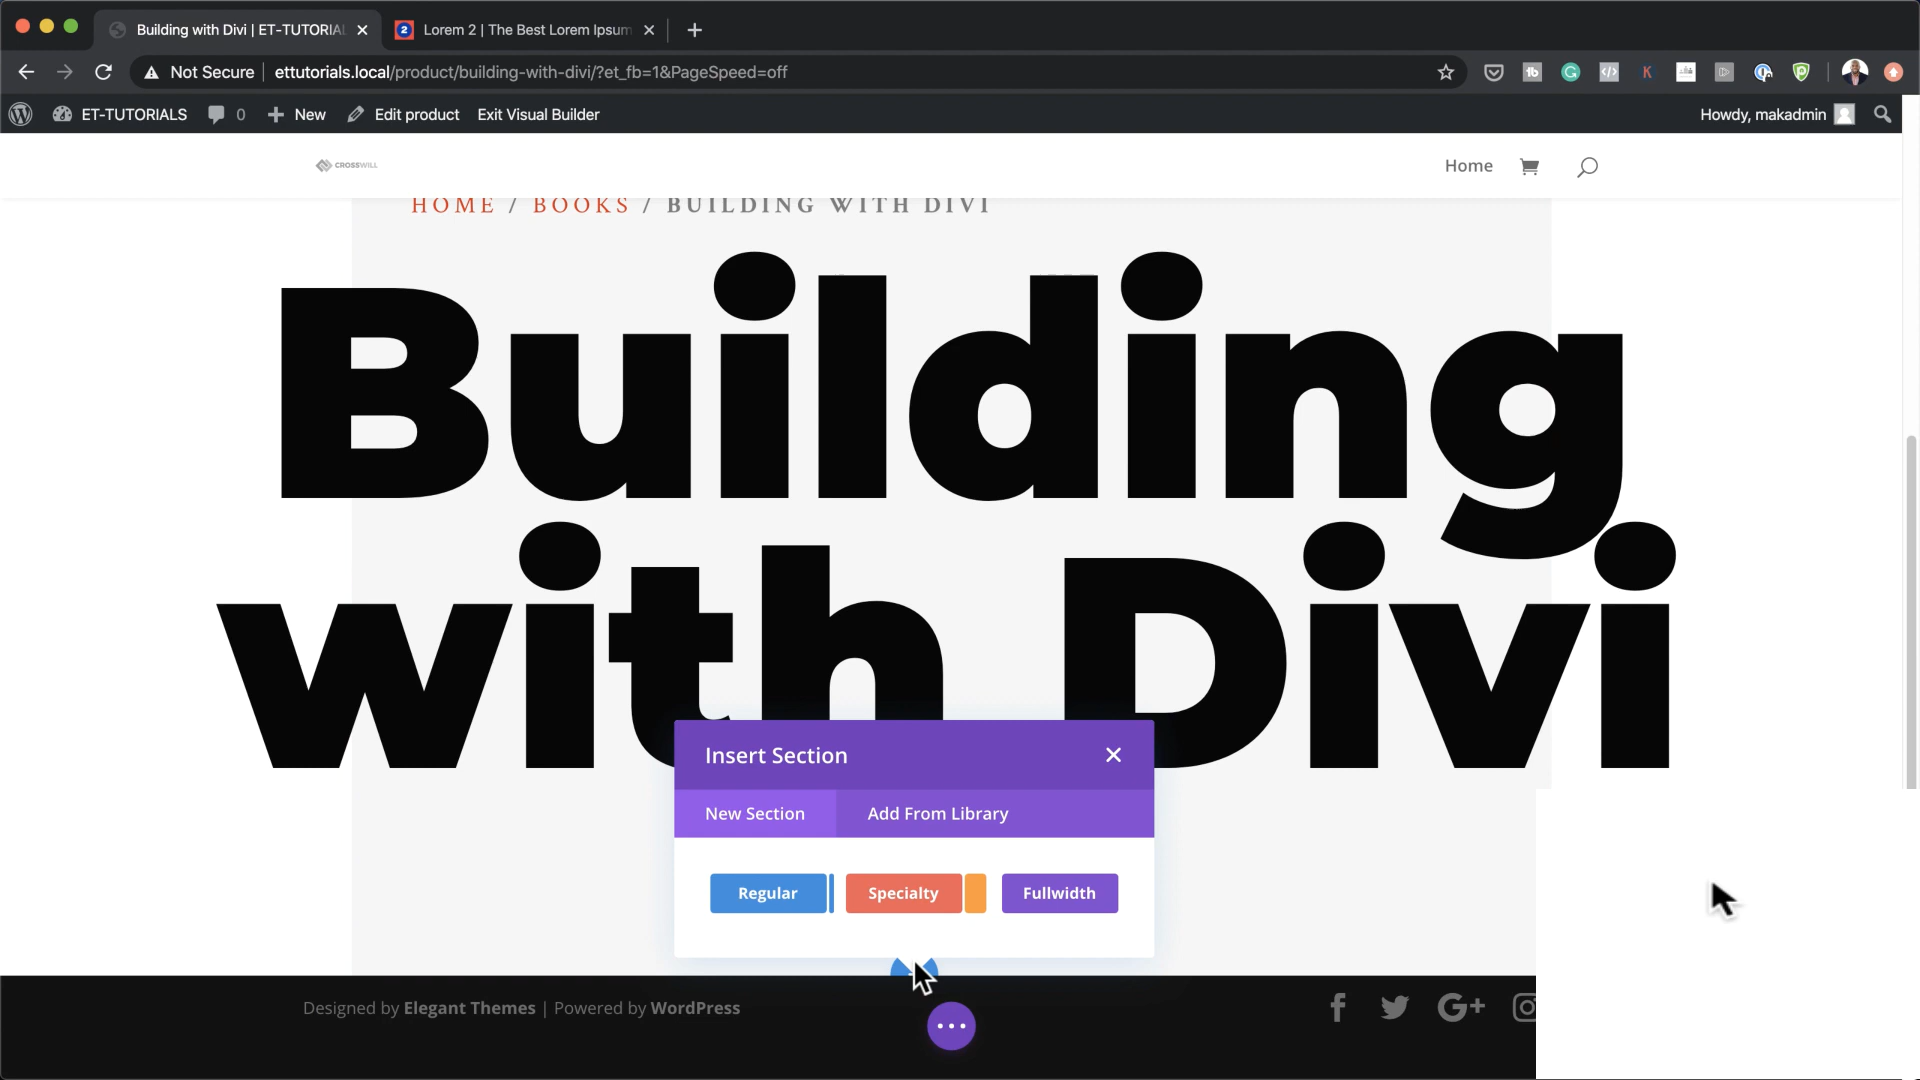 Building with Divi | ET-TUTORIAL
Lorem 2 | The Best Lorem Ipsum
Not Secure
ettutorials.local/product/building-with-divi/?et_fb=1&PageSpeed=off
ET-TUTORIALS
0
New
Edit product
Exit Visual Builder
Howdy, makadmin
CROSSWILL
Home
HOME / BOOKS / BUILDING WITH DIVI
Building
with Divi
Insert Section
New Section
Add From Library
Regular
Specialty
Fullwidth
Designed by Elegant Themes | Powered by WordPress